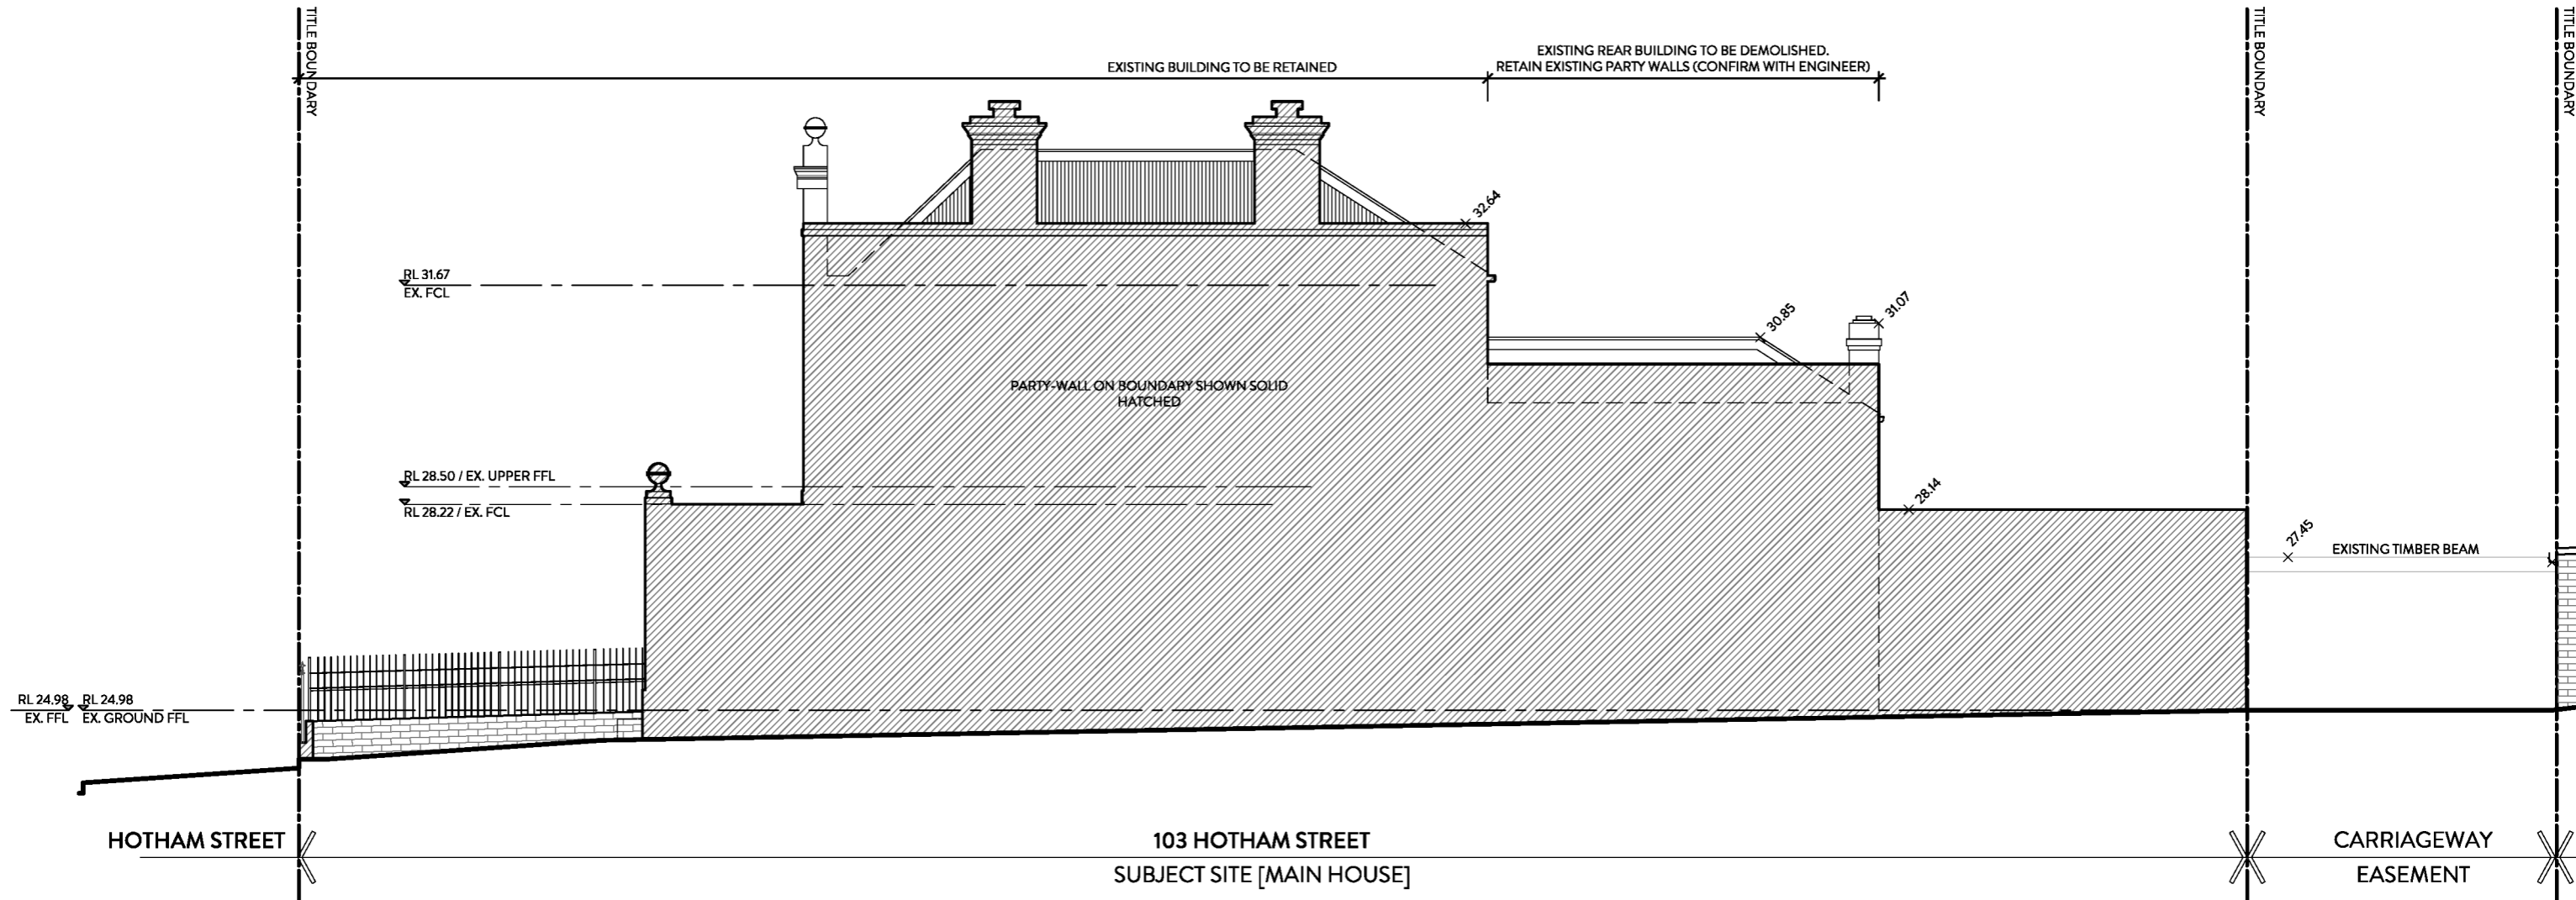 TITLE BOUNDARY
TITLE BOUNDARY
TITLE BOUNDARY
EXISTING BUILDING TO BE RETAINED
EXISTING REAR BUILDING TO BE DEMOLISHED.
RETAIN EXISTING PARTY WALLS (CONFIRM WITH ENGINEER)
32.64
RL 31.67
EX. FCL
30.85
31.07
PARTY-WALL ON BOUNDARY SHOWN SOLID
HATCHED
RL 28.50 / EX. UPPER FFL
RL 28.22 / EX. FCL
28.14
27.45
EXISTING TIMBER BEAM
RL 24.98
EX. FFL
RL 24.98
EX. GROUND FFL
HOTHAM STREET
103 HOTHAM STREET
SUBJECT SITE [MAIN HOUSE]
CARRIAGEWAY
EASEMENT